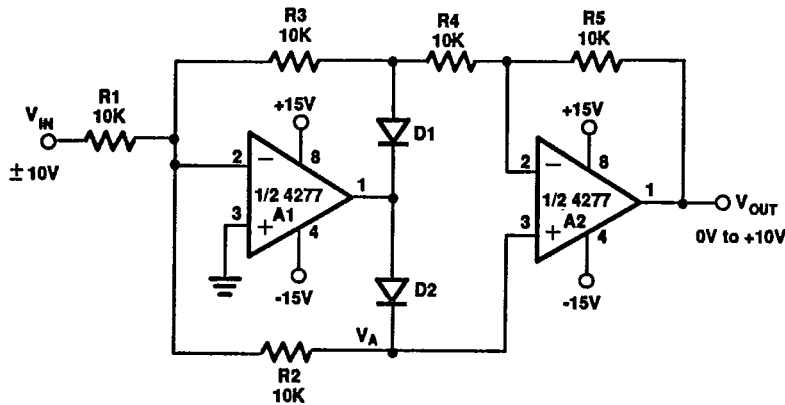 R3
10K
R4
10K
R5
10K
R1
10K
VIN
±10V
+15V
8
2
−
1/2 4277
A1
1
3
+
4
-15V
D1
D2
VA
R2
10K
+15V
8
2
−
1/2 4277
A2
1
3
+
4
-15V
VOUT
0V to +10V